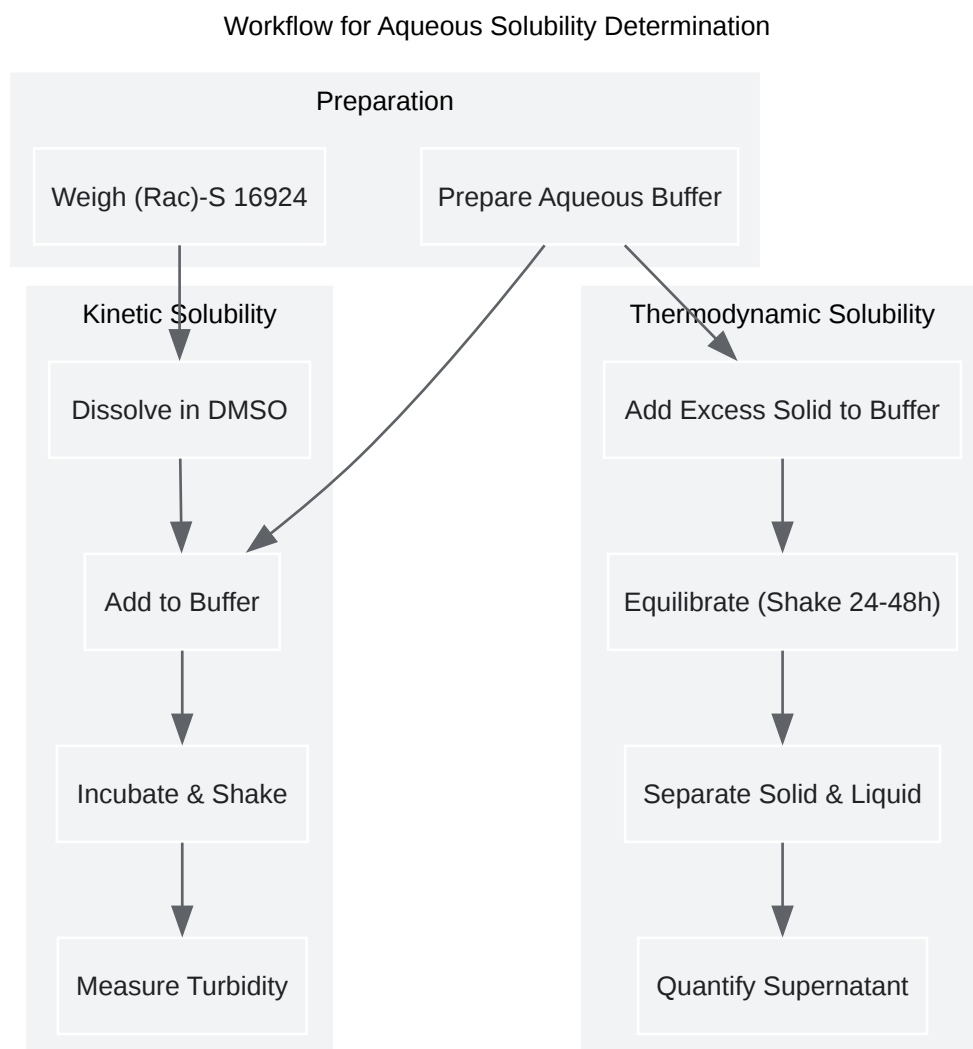 Workflow for Aqueous Solubility Determination
Preparation
Weigh (Rac)-S 16924
Prepare Aqueous Buffer
Kinetic Solubility
Dissolve in DMSO
Add to Buffer
Incubate & Shake
Measure Turbidity
Thermodynamic Solubility
Add Excess Solid to Buffer
Equilibrate (Shake 24-48h)
Separate Solid & Liquid
Quantify Supernatant